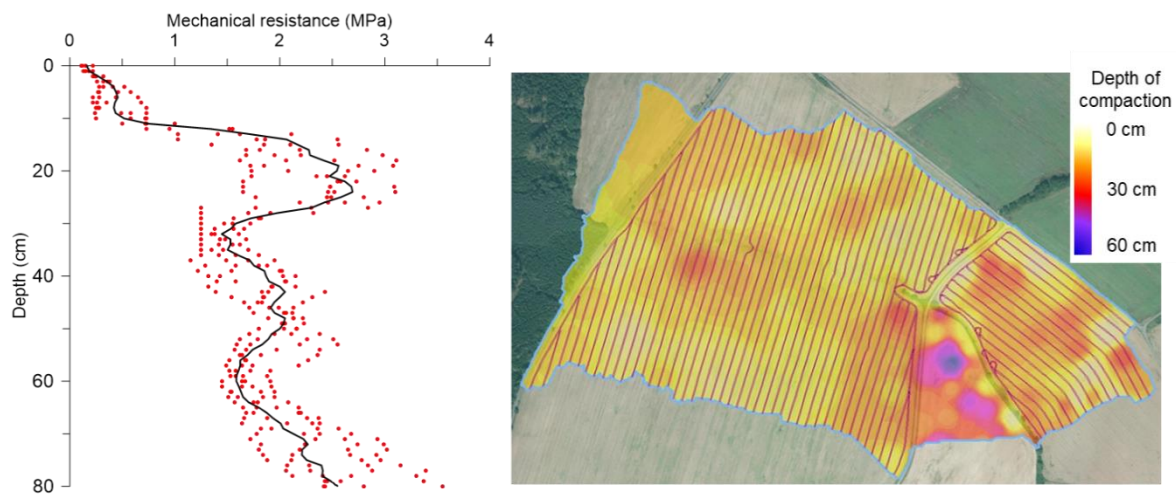 Mechanical resistance (MPa)
0 1 2 3 4
0
20
40
60
80
Depth (cm)
Depth of
compaction
0 cm
30 cm
60 cm